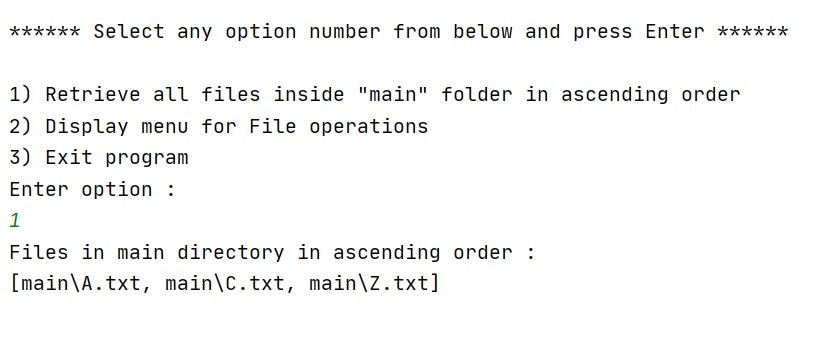 ****** Select any option number from below and press Enter ******
1) Retrieve all files inside "main" folder in ascending order
2) Display menu for File operations
3) Exit program
Enter option :
1
Files in main directory in ascending order :
[main\A.txt, main\C.txt, main\Z.txt]